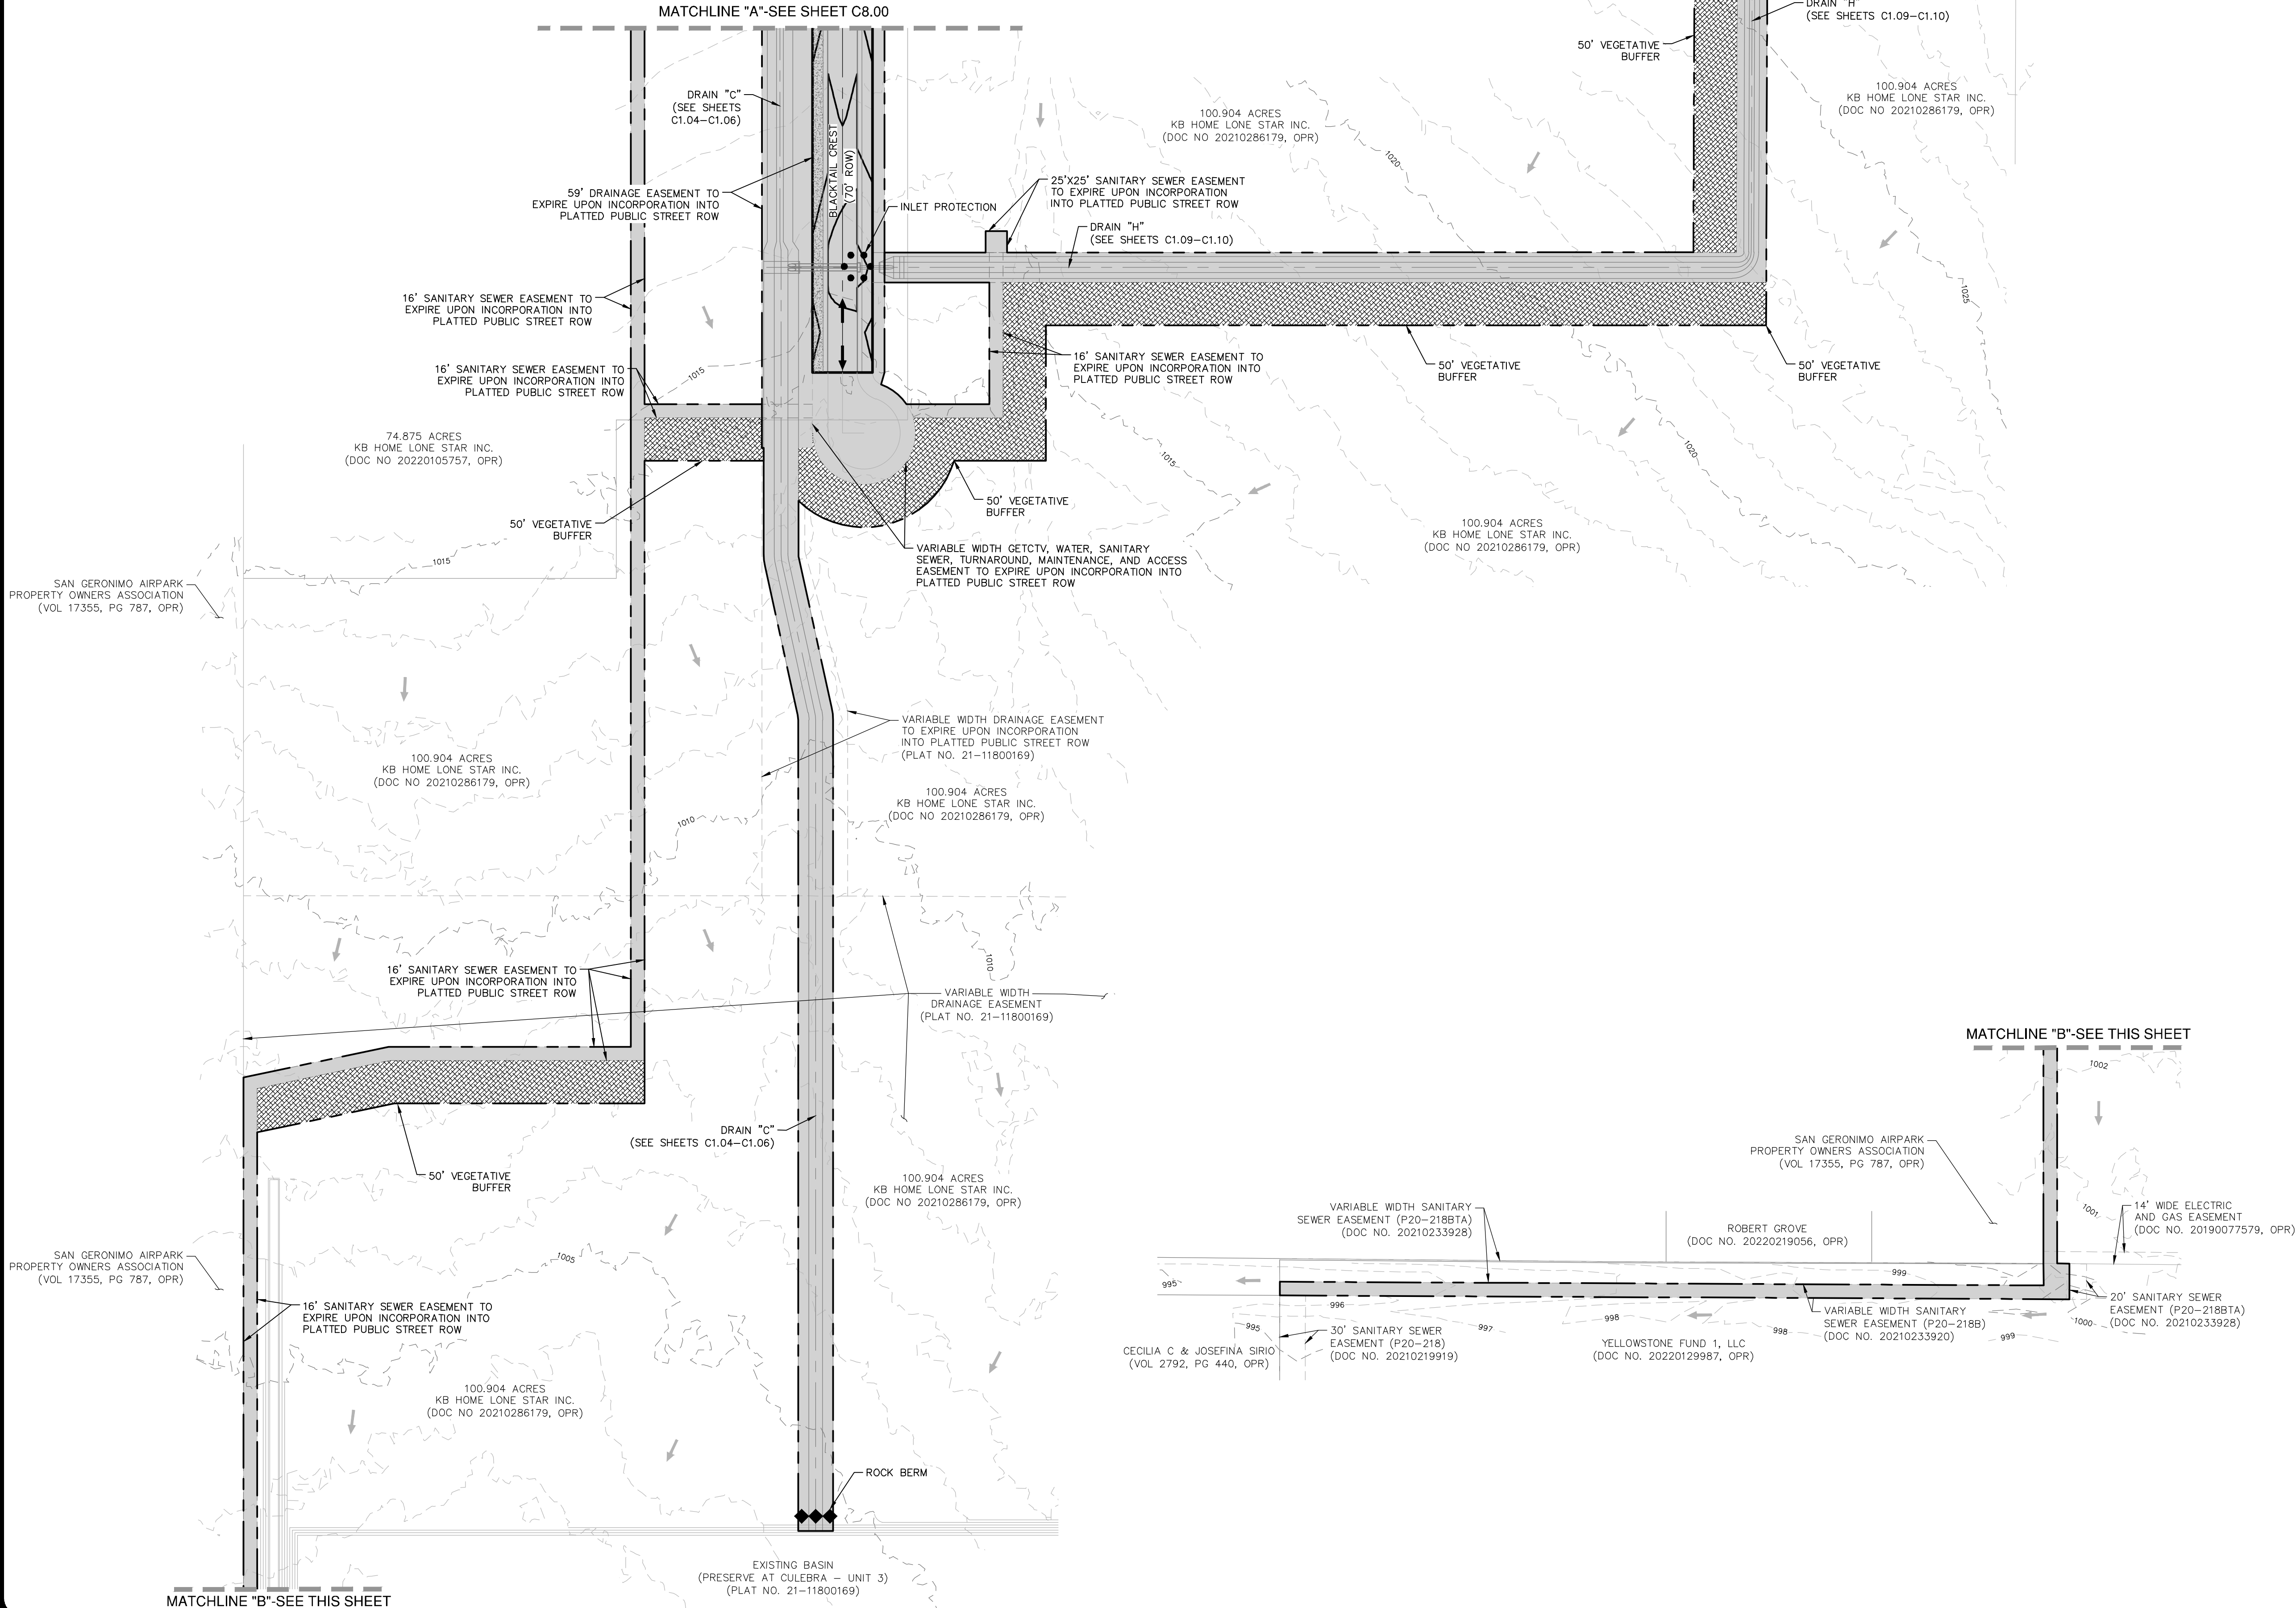 MATCHLINE "A"-SEE SHEET C8.00
DRAIN "H"
(SEE SHEETS C1.09-C1.10)
50' VEGETATIVE
BUFFER
100.904 ACRES
KB HOME LONE STAR INC.
(DOC NO 20210286179, OPR)
DRAIN "C"
(SEE SHEETS
C1.04-C1.06)
BLACKTAIL CREST
(70' ROW)
100.904 ACRES
KB HOME LONE STAR INC.
(DOC NO 20210286179, OPR)
1020
59' DRAINAGE EASEMENT TO
EXPIRE UPON INCORPORATION INTO
PLATTED PUBLIC STREET ROW
25'X25' SANITARY SEWER EASEMENT
TO EXPIRE UPON INCORPORATION
INTO PLATTED PUBLIC STREET ROW
INLET PROTECTION
DRAIN "H"
(SEE SHEETS C1.09-C1.10)
1025
16' SANITARY SEWER EASEMENT TO
EXPIRE UPON INCORPORATION INTO
PLATTED PUBLIC STREET ROW
16' SANITARY SEWER EASEMENT TO
EXPIRE UPON INCORPORATION INTO
PLATTED PUBLIC STREET ROW
1015
16' SANITARY SEWER EASEMENT TO
EXPIRE UPON INCORPORATION INTO
PLATTED PUBLIC STREET ROW
50' VEGETATIVE
BUFFER
50' VEGETATIVE
BUFFER
74.875 ACRES
KB HOME LONE STAR INC.
(DOC NO 20220105757, OPR)
1015
1020
50' VEGETATIVE
BUFFER
50' VEGETATIVE
BUFFER
100.904 ACRES
KB HOME LONE STAR INC.
(DOC NO 20210286179, OPR)
1015
VARIABLE WIDTH GETCTV, WATER, SANITARY
SEWER, TURNAROUND, MAINTENANCE, AND ACCESS
EASEMENT TO EXPIRE UPON INCORPORATION INTO
PLATTED PUBLIC STREET ROW
SAN GERONIMO AIRPARK
PROPERTY OWNERS ASSOCIATION
(VOL 17355, PG 787, OPR)
VARIABLE WIDTH DRAINAGE EASEMENT
TO EXPIRE UPON INCORPORATION
INTO PLATTED PUBLIC STREET ROW
(PLAT NO. 21-11800169)
100.904 ACRES
KB HOME LONE STAR INC.
(DOC NO 20210286179, OPR)
100.904 ACRES
KB HOME LONE STAR INC.
(DOC NO 20210286179, OPR)
1010
1010
16' SANITARY SEWER EASEMENT TO
EXPIRE UPON INCORPORATION INTO
PLATTED PUBLIC STREET ROW
VARIABLE WIDTH
DRAINAGE EASEMENT
(PLAT NO. 21-11800169)
MATCHLINE "B"-SEE THIS SHEET
1002
DRAIN "C"
(SEE SHEETS C1.04-C1.06)
50' VEGETATIVE
BUFFER
100.904 ACRES
KB HOME LONE STAR INC.
(DOC NO 20210286179, OPR)
SAN GERONIMO AIRPARK
PROPERTY OWNERS ASSOCIATION
(VOL 17355, PG 787, OPR)
VARIABLE WIDTH SANITARY
SEWER EASEMENT (P20-218BTA)
(DOC NO. 20210233928)
ROBERT GROVE
(DOC NO. 20220219056, OPR)
1001
14' WIDE ELECTRIC
AND GAS EASEMENT
(DOC NO. 20190077579, OPR)
SAN GERONIMO AIRPARK
PROPERTY OWNERS ASSOCIATION
(VOL 17355, PG 787, OPR)
1005
995
999
16' SANITARY SEWER EASEMENT TO
EXPIRE UPON INCORPORATION INTO
PLATTED PUBLIC STREET ROW
996
995
997
998
998
999
1000
20' SANITARY SEWER
EASEMENT (P20-218BTA)
(DOC NO. 20210233928)
VARIABLE WIDTH SANITARY
SEWER EASEMENT (P20-218B)
(DOC NO. 20210233920)
30' SANITARY SEWER
EASEMENT (P20-218)
(DOC NO. 20210219919)
CECILIA C & JOSEFINA SIRIO
(VOL 2792, PG 440, OPR)
YELLOWSTONE FUND 1, LLC
(DOC NO. 20220129987, OPR)
100.904 ACRES
KB HOME LONE STAR INC.
(DOC NO 20210286179, OPR)
ROCK BERM
EXISTING BASIN
(PRESERVE AT CULEBRA - UNIT 3)
(PLAT NO. 21-11800169)
MATCHLINE "B"-SEE THIS SHEET